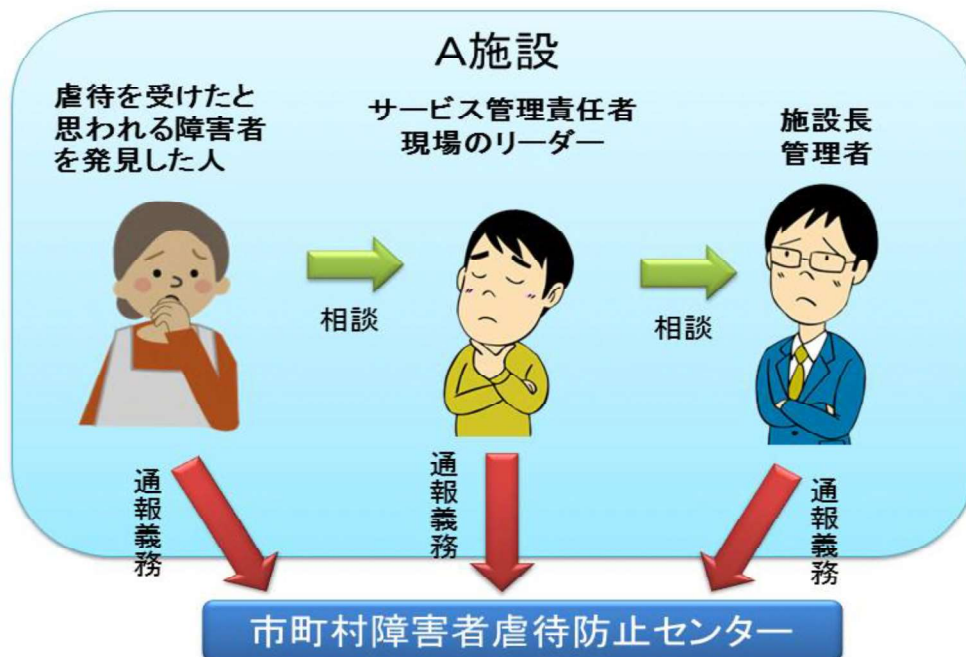 A施設
虐待を受けたと
思われる障害者
を発見した人
サービス管理責任者
現場のリーダー
施設長
管理者
相談
相談
通報義務
通報義務
通報義務
市町村障害者虐待防止センター